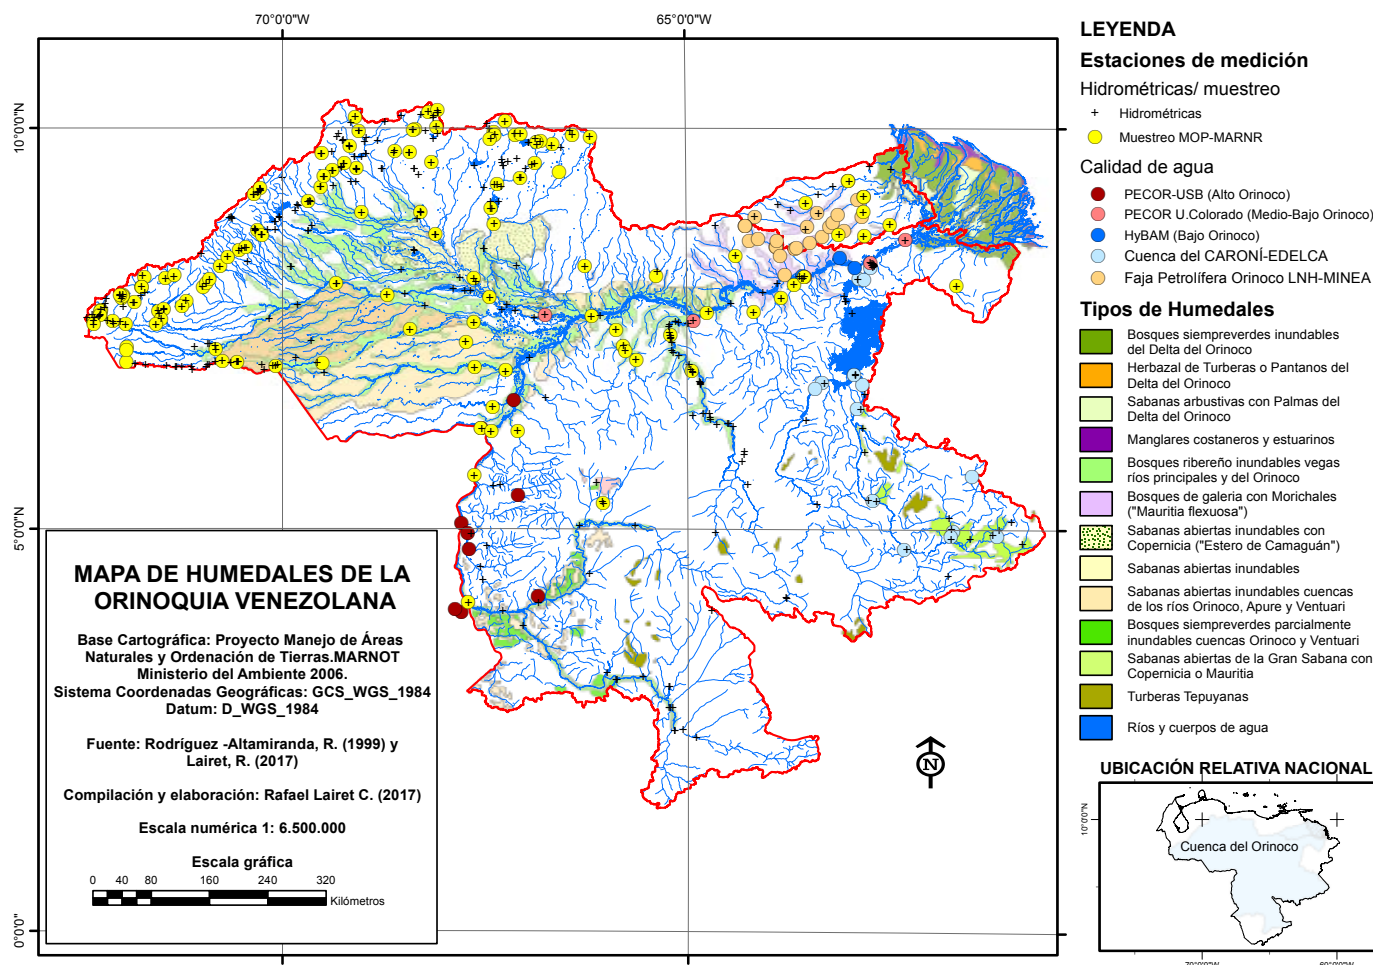 70°0'0"W
65°0'0"W
10°0'0"N
5°0'0"N
0°0'0"
MAPA DE HUMEDALES DE LA
ORINOQUIA VENEZOLANA
Base Cartográfica: Proyecto Manejo de Áreas
Naturales y Ordenación de Tierras.MARNOT
Ministerio del Ambiente 2006.
Sistema Coordenadas Geográficas: GCS_WGS_1984
Datum: D_WGS_1984
Fuente: Rodríguez -Altamiranda, R. (1999) y
Lairet, R. (2017)
Compilación y elaboración: Rafael Lairet C. (2017)
Escala numérica 1: 6.500.000
Escala gráfica
0 40 80 160 240 320
Kilómetros
N
LEYENDA
Estaciones de medición
Hidrométricas/ muestreo
Hidrométricas
Muestreo MOP-MARNR
Calidad de agua
PECOR-USB (Alto Orinoco)
PECOR U.Colorado (Medio-Bajo Orinoco)
HyBAM (Bajo Orinoco)
Cuenca del CARONÍ-EDELCA
Faja Petrolífera Orinoco LNH-MINEA
Tipos de Humedales
Bosques siempreverdes inundables
del Delta del Orinoco
Herbazal de Turberas o Pantanos del
Delta del Orinoco
Sabanas arbustivas con Palmas del
Delta del Orinoco
Manglares costaneros y estuarinos
Bosques ribereño inundables vegas
ríos principales y del Orinoco
Bosques de galeria con Morichales
("Mauritia flexuosa")
Sabanas abiertas inundables con
Copernicia ("Estero de Camaguán")
Sabanas abiertas inundables
Sabanas abiertas inundables cuencas
de los ríos Orinoco, Apure y Ventuari
Bosques siempreverdes parcialmente
inundables cuencas Orinoco y Ventuari
Sabanas abiertas de la Gran Sabana con
Copernicia o Mauritia
Turberas Tepuyanas
Ríos y cuerpos de agua
UBICACIÓN RELATIVA NACIONAL
10°0'0"N
Cuenca del Orinoco
70°0'0"W
60°0'0"W